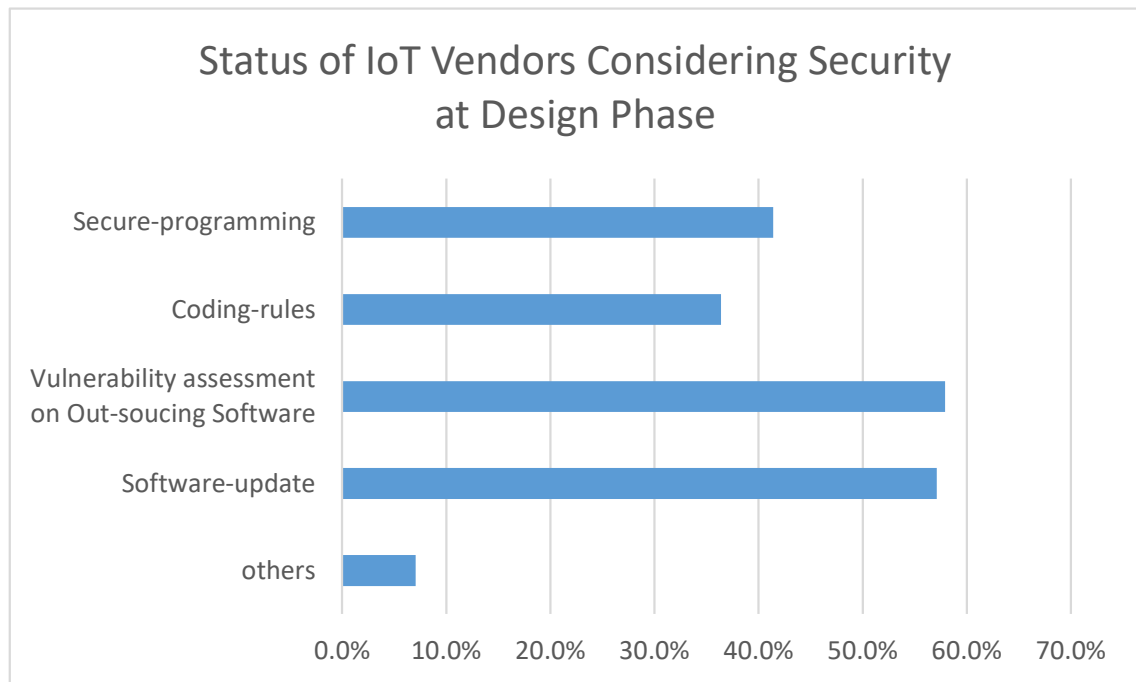 Status of IoT Vendors Considering Security
at Design Phase
Secure-programming
Coding-rules
Vulnerability assessment
on Out-soucing Software
Software-update
others
0.0% 10.0% 20.0% 30.0% 40.0% 50.0% 60.0% 70.0%